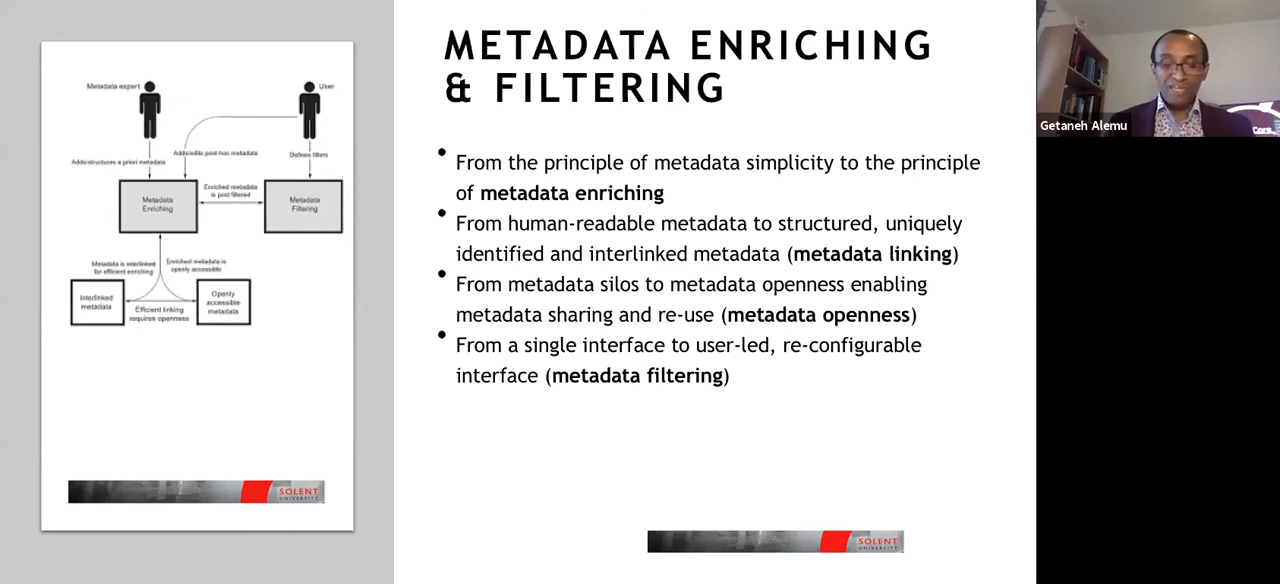 METADATA ENRICHING
& FILTERING
• From the principle of metadata simplicity to the principle
of metadata enriching
• From human-readable metadata to structured, uniquely
identified and interlinked metadata (metadata linking)
• From metadata silos to metadata openness enabling
metadata sharing and re-use (metadata openness)
• From a single interface to user-led, re-configurable
interface (metadata filtering)
Metadata expert
User
Adds/edits post-hoc metadata
Adds/structures a priori metadata
Defines filters
Metadata
Enriching
Enriched metadata
is post filtered
Metadata
Filtering
Metadata is interlinked
for efficient enriching
Enriched metadata is
openly accessible
Interlinked
metadata
Efficient linking
requires openness
Openly
accessible
metadata
SOLENT
UNIVERSITY
SOLENT
UNIVERSITY
Getaneh Alemu